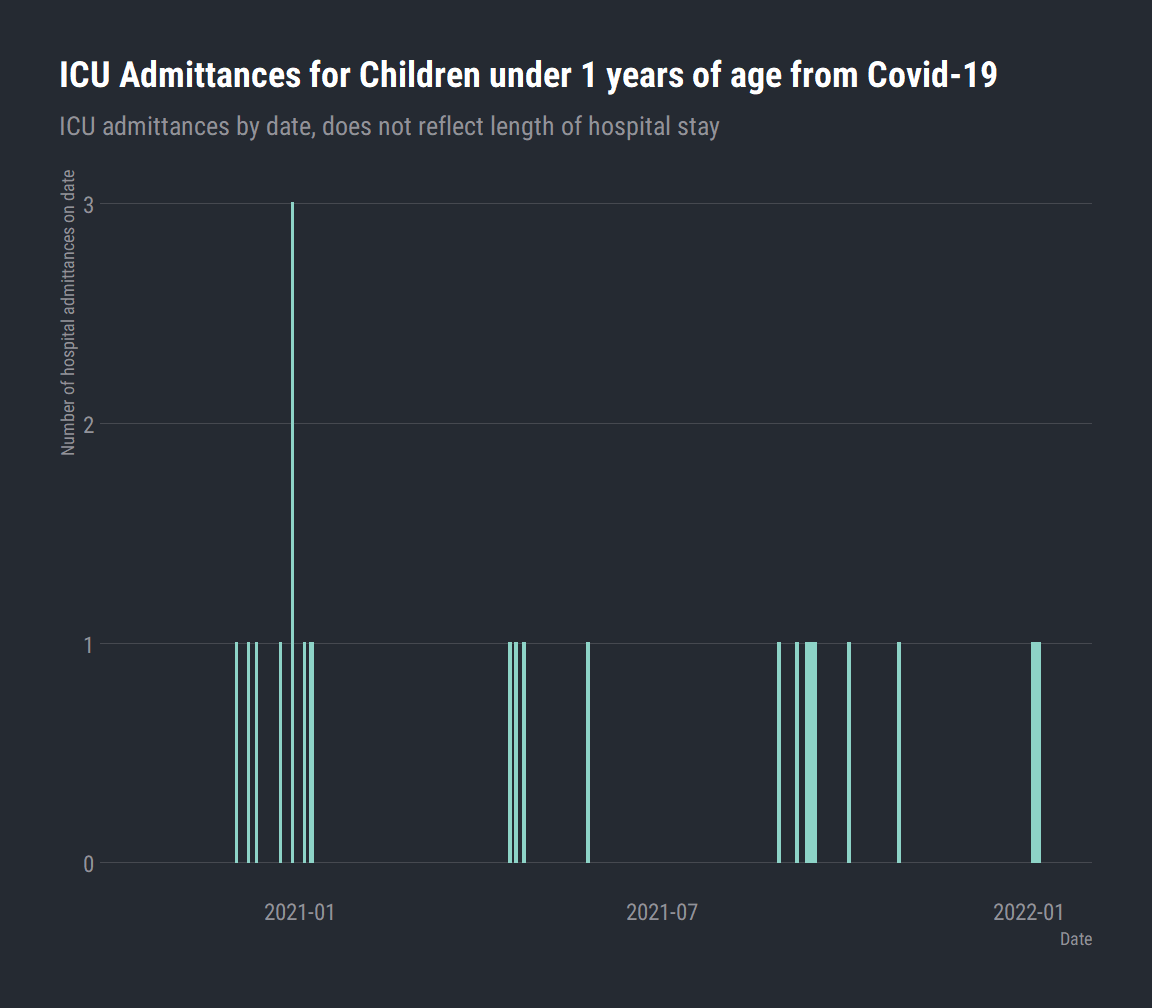 ICU Admittances for Children under 1 years of age from Covid-19
ICU admittances by date, does not reflect length of hospital stay
Number of hospital admittances on date
3
2
1
0
2021-01
2021-07
2022-01
Date